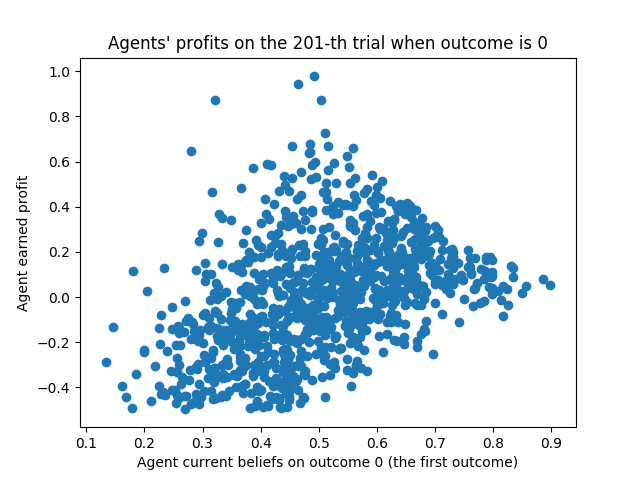 Agents' profits on the 201-th trial when outcome is 0
Agent earned profit
1.0
0.8
0.6
0.4
0.2
0.0
−0.2
−0.4
0.1 0.2 0.3 0.4 0.5 0.6 0.7 0.8 0.9
Agent current beliefs on outcome 0 (the first outcome)